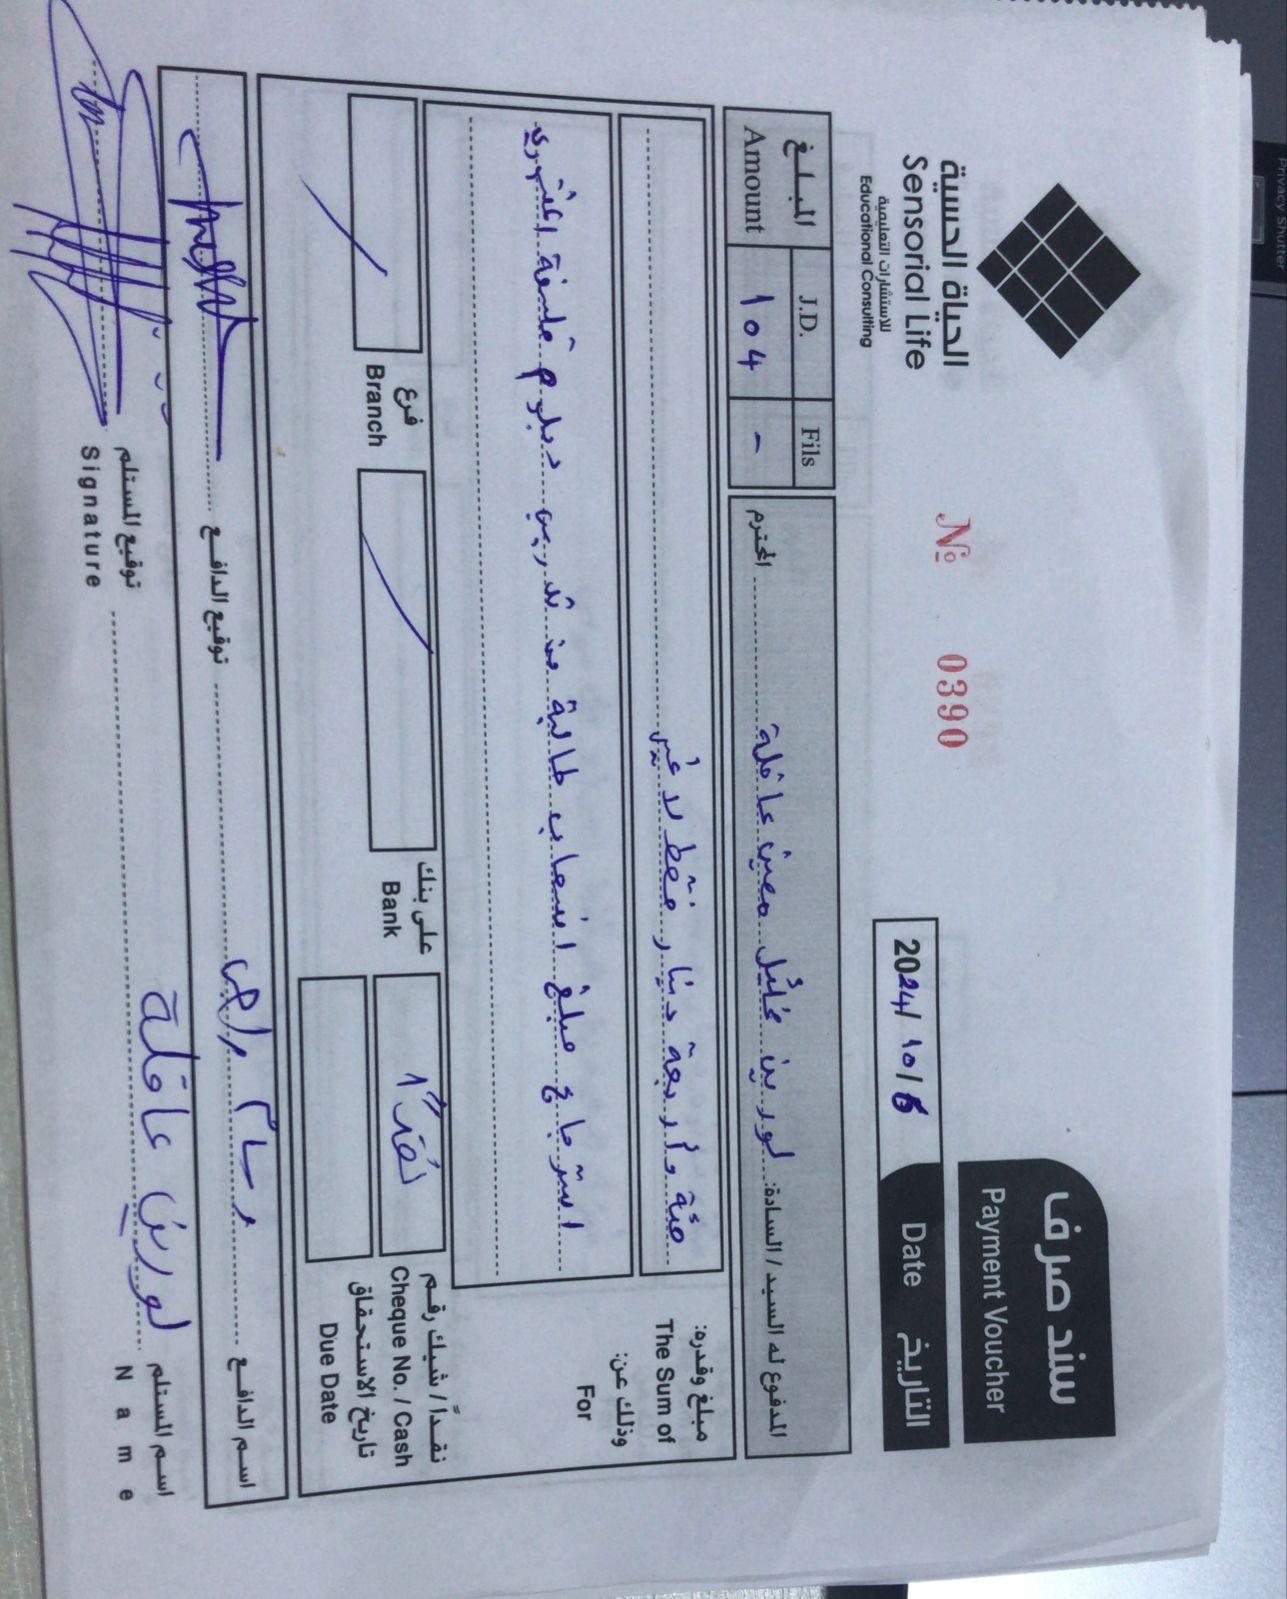 الحياة الحسية
Sensorial Life
للاستشارات التعليمية
Educational Consulting
№ 0390
سند صرف
Payment Voucher
2024/10/6 Date التاريخ
المبلغ
Amount
J.D. Fils
104 -
المدفوع له السيد / السادة: لورين خليل معين عاقلة المحترم
مبلغ وقدره: مئة وأربعة دينار فقط لا غير
The Sum of
وذلك عن: استرجاع مبلغ انسحاب طالبة من تدريب دبلوم فلسفة
For
نقداً / شيك رقم
Cheque No. / Cash
نقداً
على بنك
Bank
فرع
Branch
تاريخ الاستحقاق
Due Date
اسم الدافع توقيع الدافع
اسم المستلم لورين عاقلة توقيع المستلم
Name Signature
Privacy Shutter